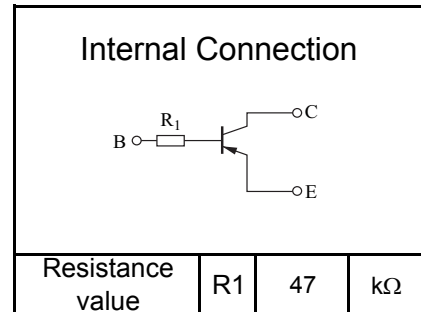 Internal Connection
C
R1
B
E
Resistance value R1 47 kΩ